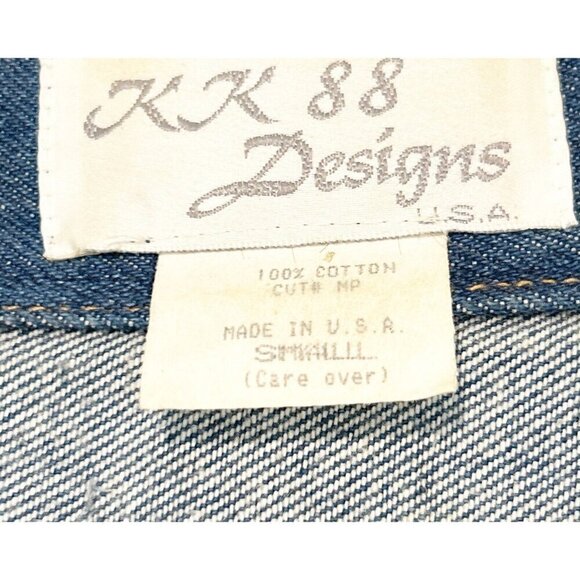 KK 88
Designs
U.S.A.
100% COTTON
CUT# MP
MADE IN U.S.A.
SMALL
(Care over)